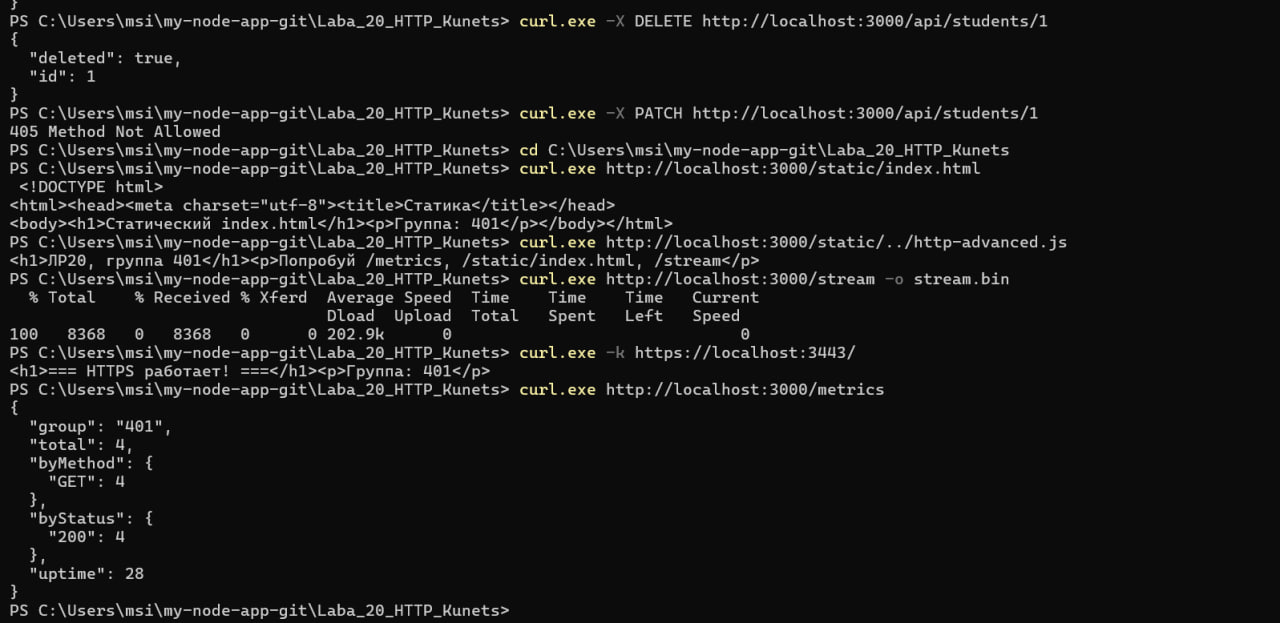 }
PS C:\Users\msi\my-node-app-git\Laba_20_HTTP_Kunets> curl.exe -X DELETE http://localhost:3000/api/students/1
{
  "deleted": true,
  "id": 1
}
PS C:\Users\msi\my-node-app-git\Laba_20_HTTP_Kunets> curl.exe -X PATCH http://localhost:3000/api/students/1
405 Method Not Allowed
PS C:\Users\msi\my-node-app-git\Laba_20_HTTP_Kunets> cd C:\Users\msi\my-node-app-git\Laba_20_HTTP_Kunets
PS C:\Users\msi\my-node-app-git\Laba_20_HTTP_Kunets> curl.exe http://localhost:3000/static/index.html
 <!DOCTYPE html>
<html><head><meta charset="utf-8"><title>Статика</title></head>
<body><h1>Статический index.html</h1><p>Группа: 401</p></body></html>
PS C:\Users\msi\my-node-app-git\Laba_20_HTTP_Kunets> curl.exe http://localhost:3000/static/../http-advanced.js
<h1>ЛР20, группа 401</h1><p>Попробуй /metrics, /static/index.html, /stream</p>
PS C:\Users\msi\my-node-app-git\Laba_20_HTTP_Kunets> curl.exe http://localhost:3000/stream -o stream.bin
  % Total    % Received % Xferd  Average Speed  Time    Time    Time   Current
                                 Dload  Upload  Total   Spent   Left   Speed
100   8368   0   8368   0      0 202.9k      0                              0
PS C:\Users\msi\my-node-app-git\Laba_20_HTTP_Kunets> curl.exe -k https://localhost:3443/
<h1>=== HTTPS работает! ===</h1><p>Группа: 401</p>
PS C:\Users\msi\my-node-app-git\Laba_20_HTTP_Kunets> curl.exe http://localhost:3000/metrics
{
  "group": "401",
  "total": 4,
  "byMethod": {
    "GET": 4
  },
  "byStatus": {
    "200": 4
  },
  "uptime": 28
}
PS C:\Users\msi\my-node-app-git\Laba_20_HTTP_Kunets>